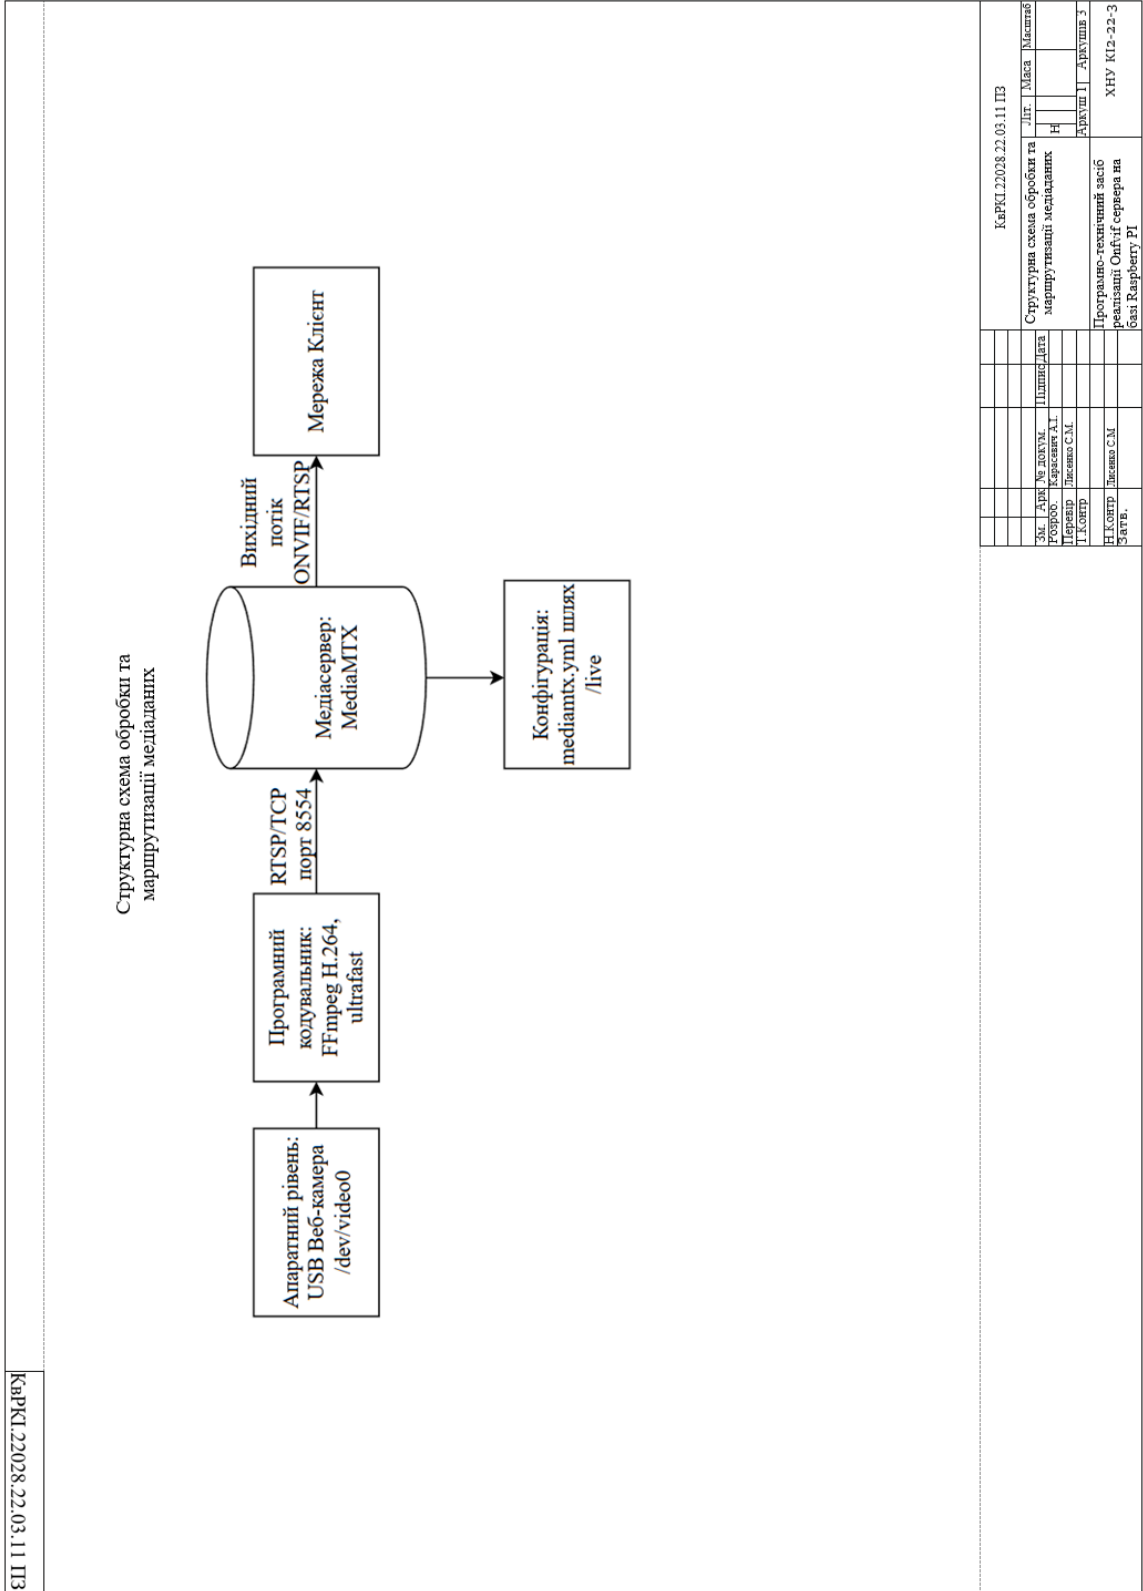 КвРКІ.22028.22.03.11 ПЗ
Структурна схема обробки та
маршрутизації медіаданих
Апаратний рівень:
USB Веб-камера
/dev/video0
Програмний
кодувальник:
FFmpeg H.264,
ultrafast
RTSP/TCP
порт 8554
Медіасервер:
MediaMTX
Вихідний
потік
ONVIF/RTSP
Мережа Клієнт
Конфігурація:
mediamtx.yml шлях
/live
КвРКІ.22028.22.03.11 ПЗ
Зм. Арк № докум. Підпис Дата
Розроб. Карасевич А.І.
Перевір Лисенко С.М.
Т.Контр
Н.Контр Лисенко С.М
Затв.
Структурна схема обробки та
маршрутизації медіаданих
Літ. Маса Масштаб
Н
Аркуш 1 Аркушів 3
Програмно-технічний засіб
реалізації Onfvif сервера на
базі Raspberry PI
ХНУ КІ2-22-3